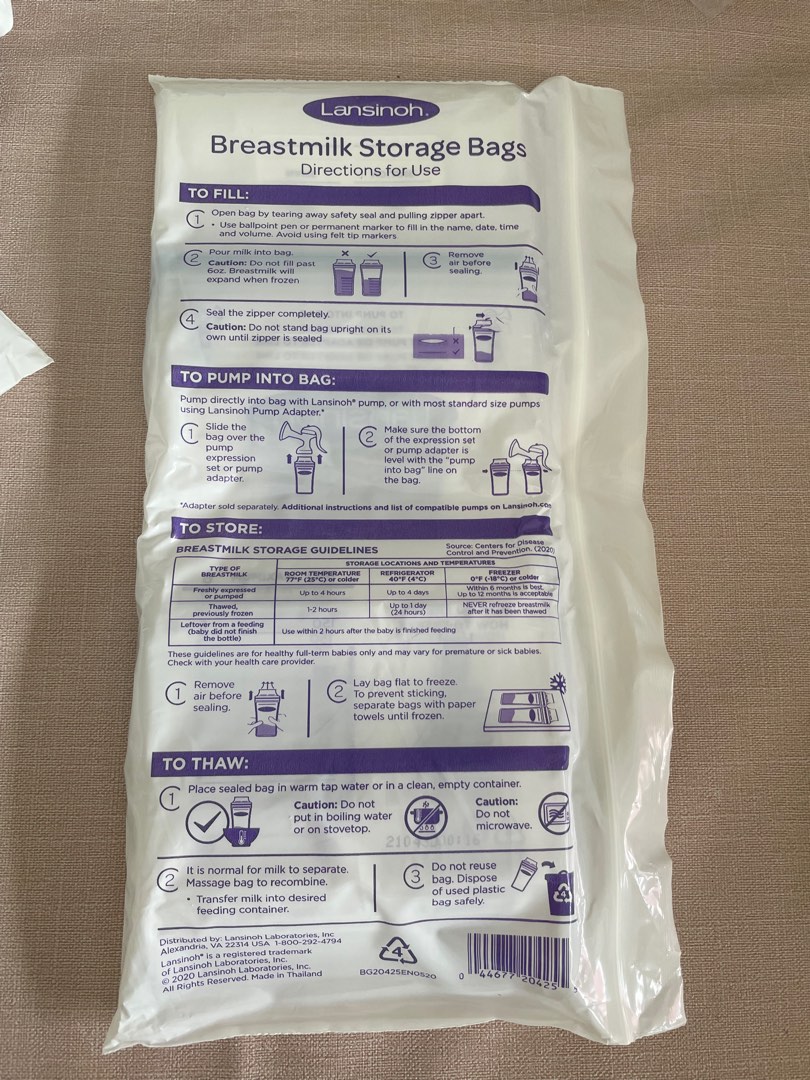 Lansinoh®
Breastmilk Storage Bags
Directions for Use
TO FILL:
1 Open bag by tearing away safety seal and pulling zipper apart.
• Use ballpoint pen or permanent marker to fill in the name, date, time
and volume. Avoid using felt tip markers
2 Pour milk into bag.
Caution: Do not fill past
6oz. Breastmilk will
expand when frozen
3 Remove
air before
sealing.
4 Seal the zipper completely.
Caution: Do not stand bag upright on its
own until zipper is sealed
TO PUMP INTO BAG:
Pump directly into bag with Lansinoh® pump, or with most standard size pumps
using Lansinoh Pump Adapter.*
1 Slide the
bag over the
pump
expression
set or pump
adapter.
2 Make sure the bottom
of the expression set
or pump adapter is
level with the "pump
into bag" line on
the bag.
*Adapter sold separately. Additional instructions and list of compatible pumps on Lansinoh.com
TO STORE:
BREASTMILK STORAGE GUIDELINES
Source: Centers for Disease
Control and Prevention. (2020)
STORAGE LOCATIONS AND TEMPERATURES
TYPE OF
BREASTMILK
ROOM TEMPERATURE
77°F (25°C) or colder
REFRIGERATOR
40°F (4°C)
FREEZER
0°F (-18°C) or colder
Freshly expressed
or pumped
Up to 4 hours
Up to 4 days
Within 6 months is best,
Up to 12 months is acceptable
Thawed,
previously frozen
1-2 hours
Up to 1 day
(24 hours)
NEVER refreeze breastmilk
after it has been thawed
Leftover from a feeding
(baby did not finish
the bottle)
Use within 2 hours after the baby is finished feeding
These guidelines are for healthy full-term babies only and may vary for premature or sick babies.
Check with your health care provider.
1 Remove
air before
sealing.
2 Lay bag flat to freeze.
To prevent sticking,
separate bags with paper
towels until frozen.
TO THAW:
1 Place sealed bag in warm tap water or in a clean, empty container.
Caution: Do not
put in boiling water
or on stovetop.
Caution:
Do not
microwave.
2 It is normal for milk to separate.
Massage bag to recombine.
• Transfer milk into desired
feeding container.
3 Do not reuse
bag. Dispose
of used plastic
bag safely.
4
Distributed by: Lansinoh Laboratories, Inc
Alexandria, VA 22314 USA 1-800-292-4794
Lansinoh® is a registered trademark
of Lansinoh Laboratories, Inc.
© 2020 Lansinoh Laboratories, Inc.
All Rights Reserved. Made in Thailand
4
BG20425EN0520
0 44677 20425 5